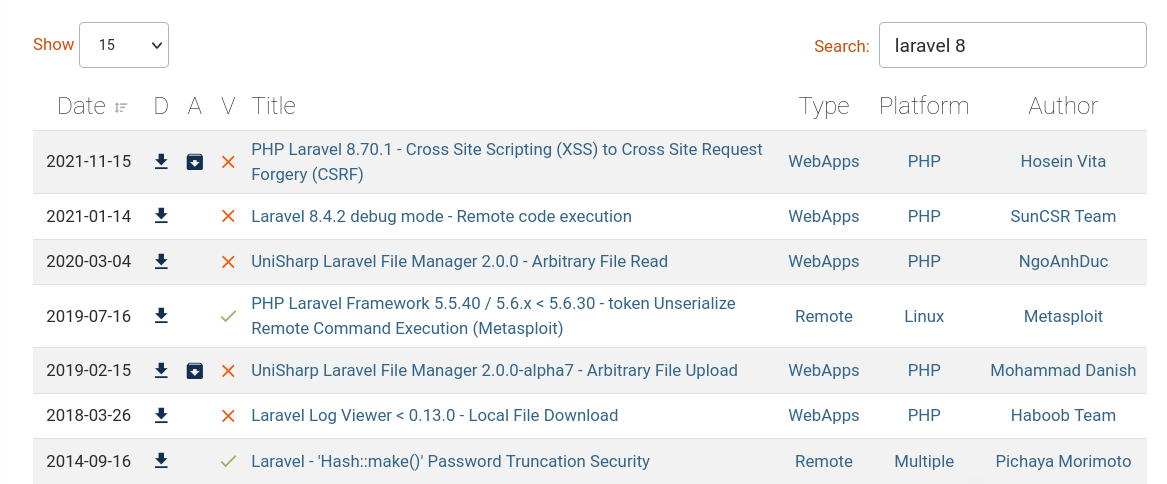 Show 15 Search: laravel 8
Date D A V Title Type Platform Author
2021-11-15 PHP Laravel 8.70.1 - Cross Site Scripting (XSS) to Cross Site Request
Forgery (CSRF) WebApps PHP Hosein Vita
2021-01-14 Laravel 8.4.2 debug mode - Remote code execution WebApps PHP SunCSR Team
2020-03-04 UniSharp Laravel File Manager 2.0.0 - Arbitrary File Read WebApps PHP NgoAnhDuc
2019-07-16 PHP Laravel Framework 5.5.40 / 5.6.x < 5.6.30 - token Unserialize
Remote Command Execution (Metasploit) Remote Linux Metasploit
2019-02-15 UniSharp Laravel File Manager 2.0.0-alpha7 - Arbitrary File Upload WebApps PHP Mohammad Danish
2018-03-26 Laravel Log Viewer < 0.13.0 - Local File Download WebApps PHP Haboob Team
2014-09-16 Laravel - 'Hash::make()' Password Truncation Security Remote Multiple Pichaya Morimoto